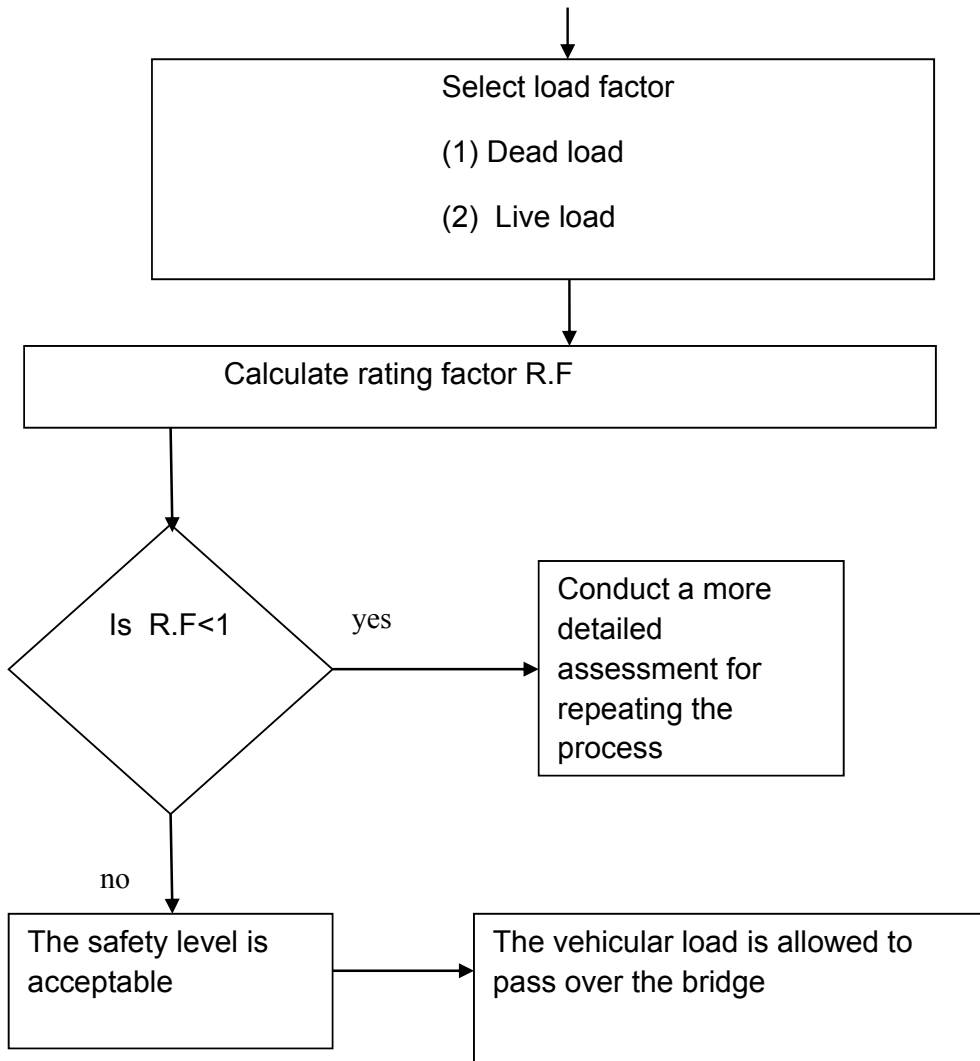 Select load factor
(1) Dead load
(2) Live load
Calculate rating factor R.F
Is R.F<1
yes
Conduct a more
detailed
assessment for
repeating the
process
no
The safety level is
acceptable
The vehicular load is allowed to
pass over the bridge